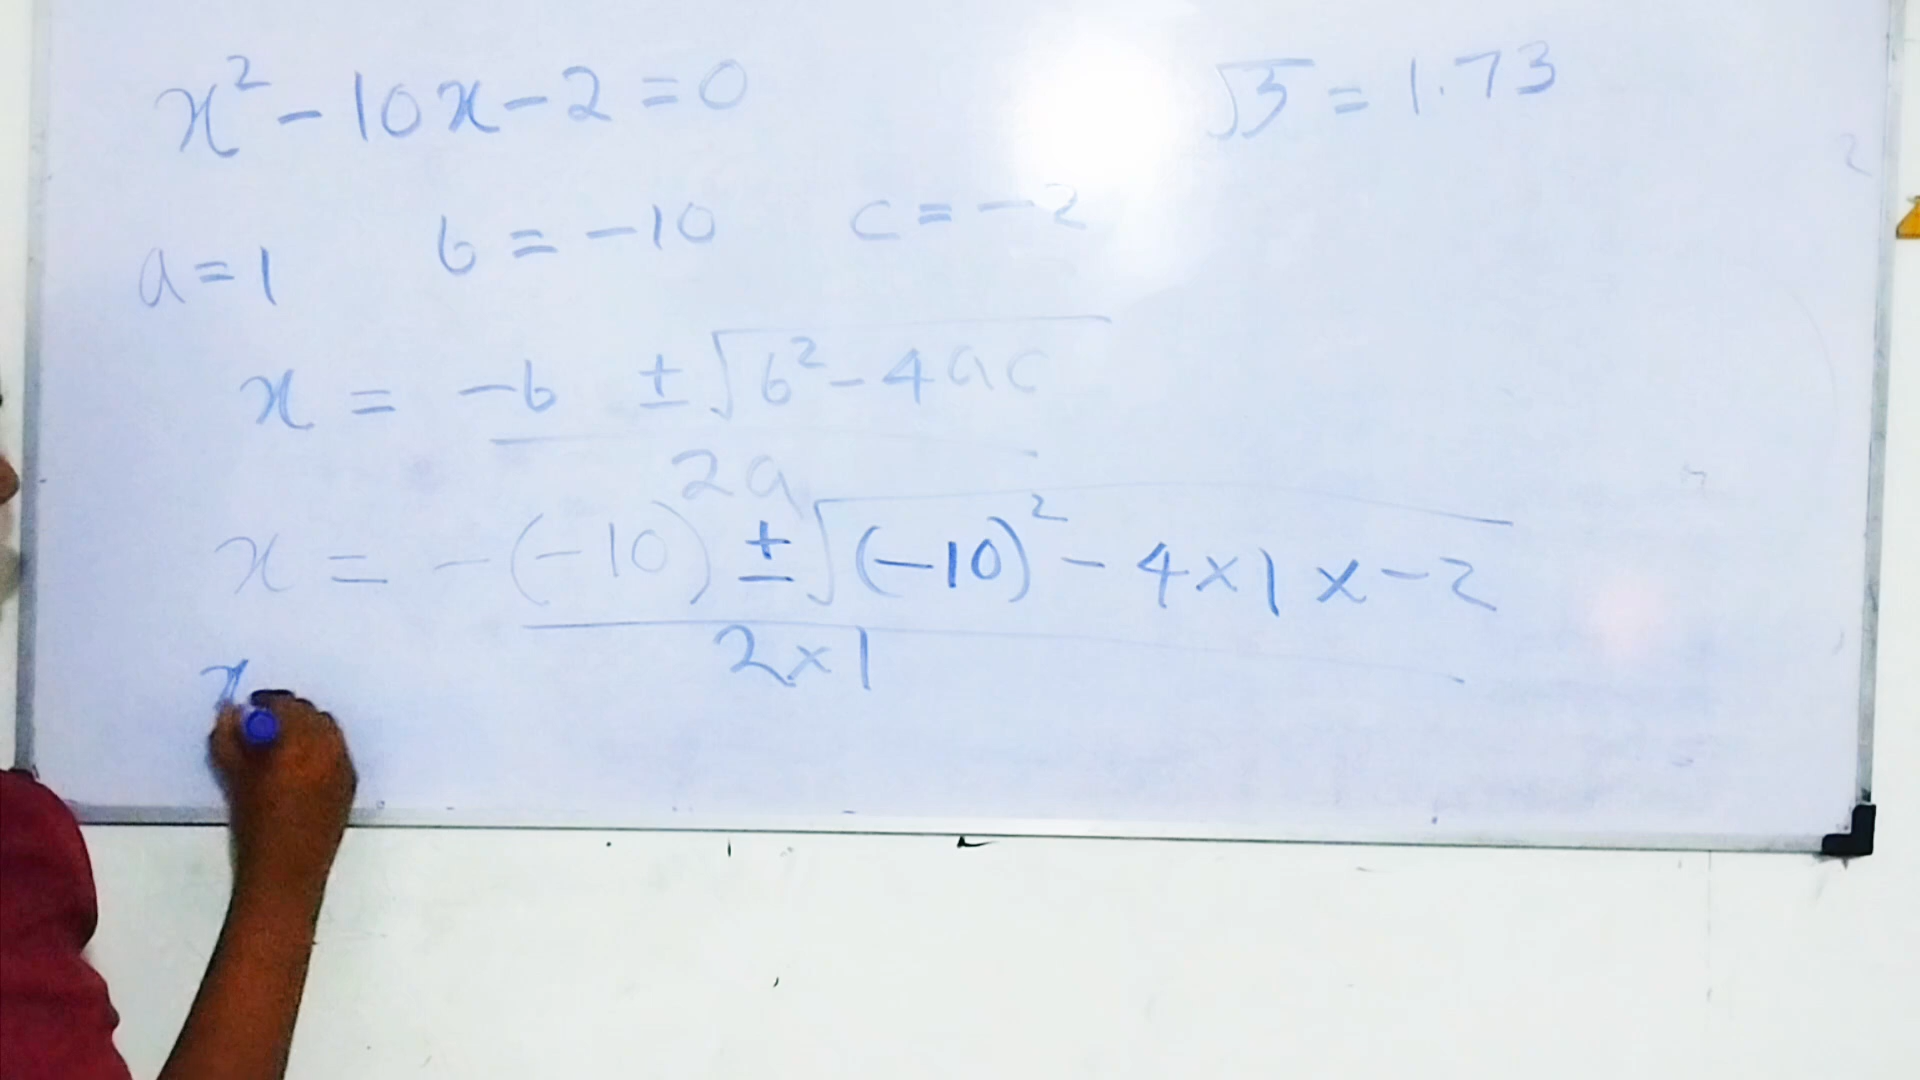 x² - 10x - 2 = 0
√3 = 1.73
a = 1 b = -10 c = -2
x = -b ± √b² - 4ac
2a
x = -(-10) ± √(-10)² - 4 × 1 × -2
2 × 1
x